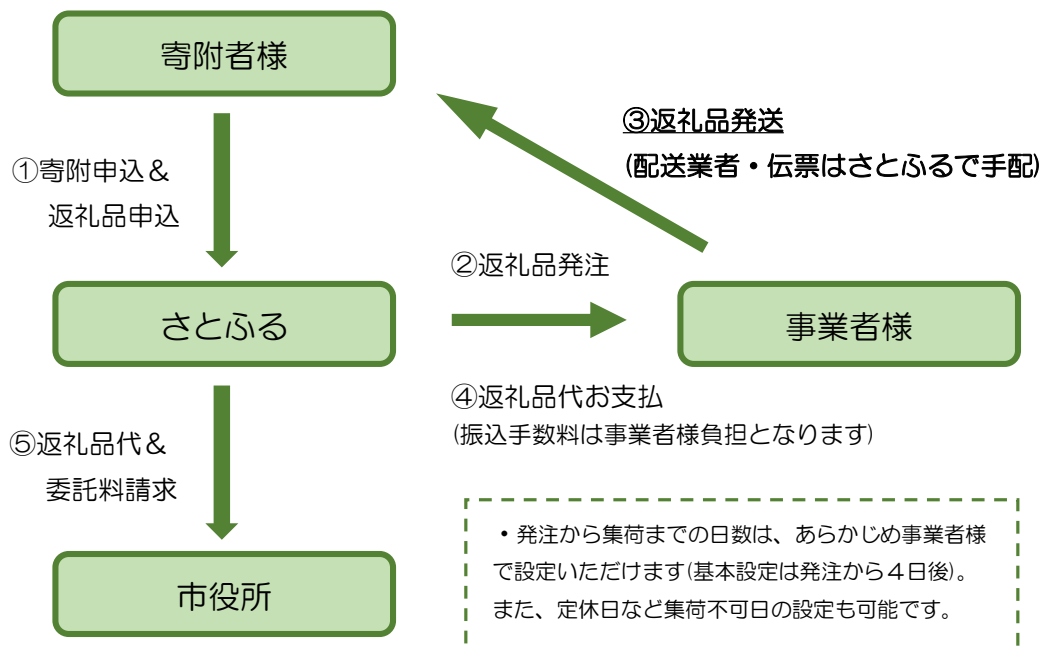 寄附者様
①寄附申込＆
返礼品申込
③返礼品発送
(配送業者・伝票はさとふるで手配)
②返礼品発注
さとふる
事業者様
④返礼品代お支払
(振込手数料は事業者様負担となります)
⑤返礼品代＆
委託料請求
市役所
・発注から集荷までの日数は、あらかじめ事業者様
で設定いただけます(基本設定は発注から４日後)。
また、定休日など集荷不可日の設定も可能です。